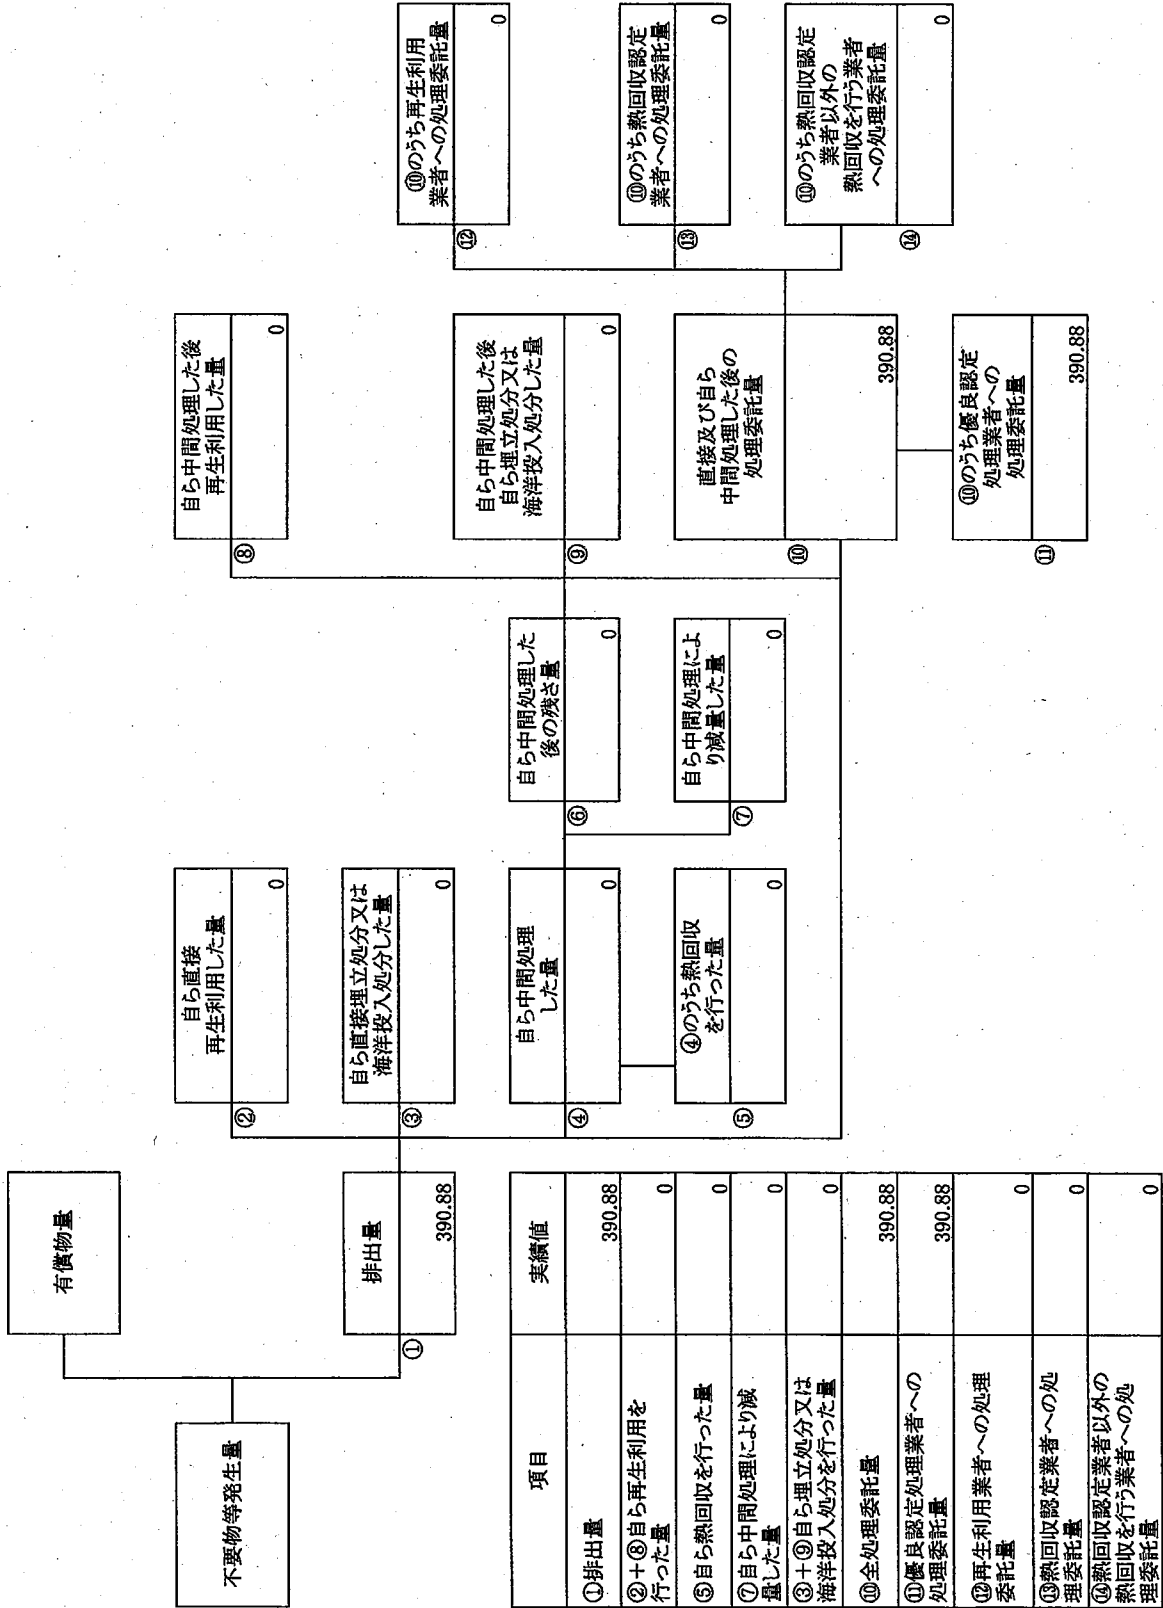 不要物等発生量
有償物量
排出量
①
390.88
自ら直接
再生利用した量
②
0
自ら直接埋立処分又は
海洋投入処分した量
③
0
自ら中間処理
した量
④
0
④のうち熱回収
を行った量
⑤
0
自ら中間処理した
後の残さ量
⑥
0
自ら中間処理によ
り減量した量
⑦
0
自ら中間処理した後
再生利用した量
⑧
0
自ら中間処理した後
自ら埋立処分又は
海洋投入処分した量
⑨
0
直接及び自ら
中間処理した後の
処理委託量
⑩
390.88
⑩のうち優良認定
処理業者への
処理委託量
⑪
390.88
⑩のうち再生利用
業者への処理委託量
⑫
0
⑩のうち熱回収認定
業者への処理委託量
⑬
0
⑩のうち熱回収認定
業者以外の
熱回収を行う業者
への処理委託量
⑭
0
項目
実績値
①排出量
390.88
②+⑧自ら再生利用を
行った量
0
⑤自ら熱回収を行った量
0
⑦自ら中間処理により減
量した量
0
③+⑨自ら埋立処分又は
海洋投入処分を行った量
0
⑩全処理委託量
390.88
⑪優良認定処理業者への
処理委託量
390.88
⑫再生利用業者への処理
委託量
0
⑬熱回収認定業者への処
理委託量
0
⑭熱回収認定業者以外の
熱回収を行う業者への処
理委託量
0